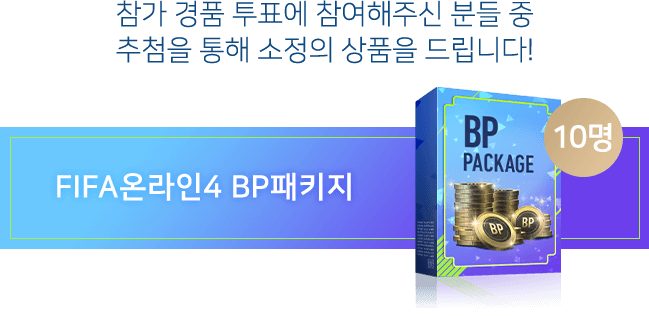 참가 경품 투표에 참여해주신 분들 중
추첨을 통해 소정의 상품을 드립니다!
FIFA온라인4 BP패키지
BP
PACKAGE
10명
BP
BP